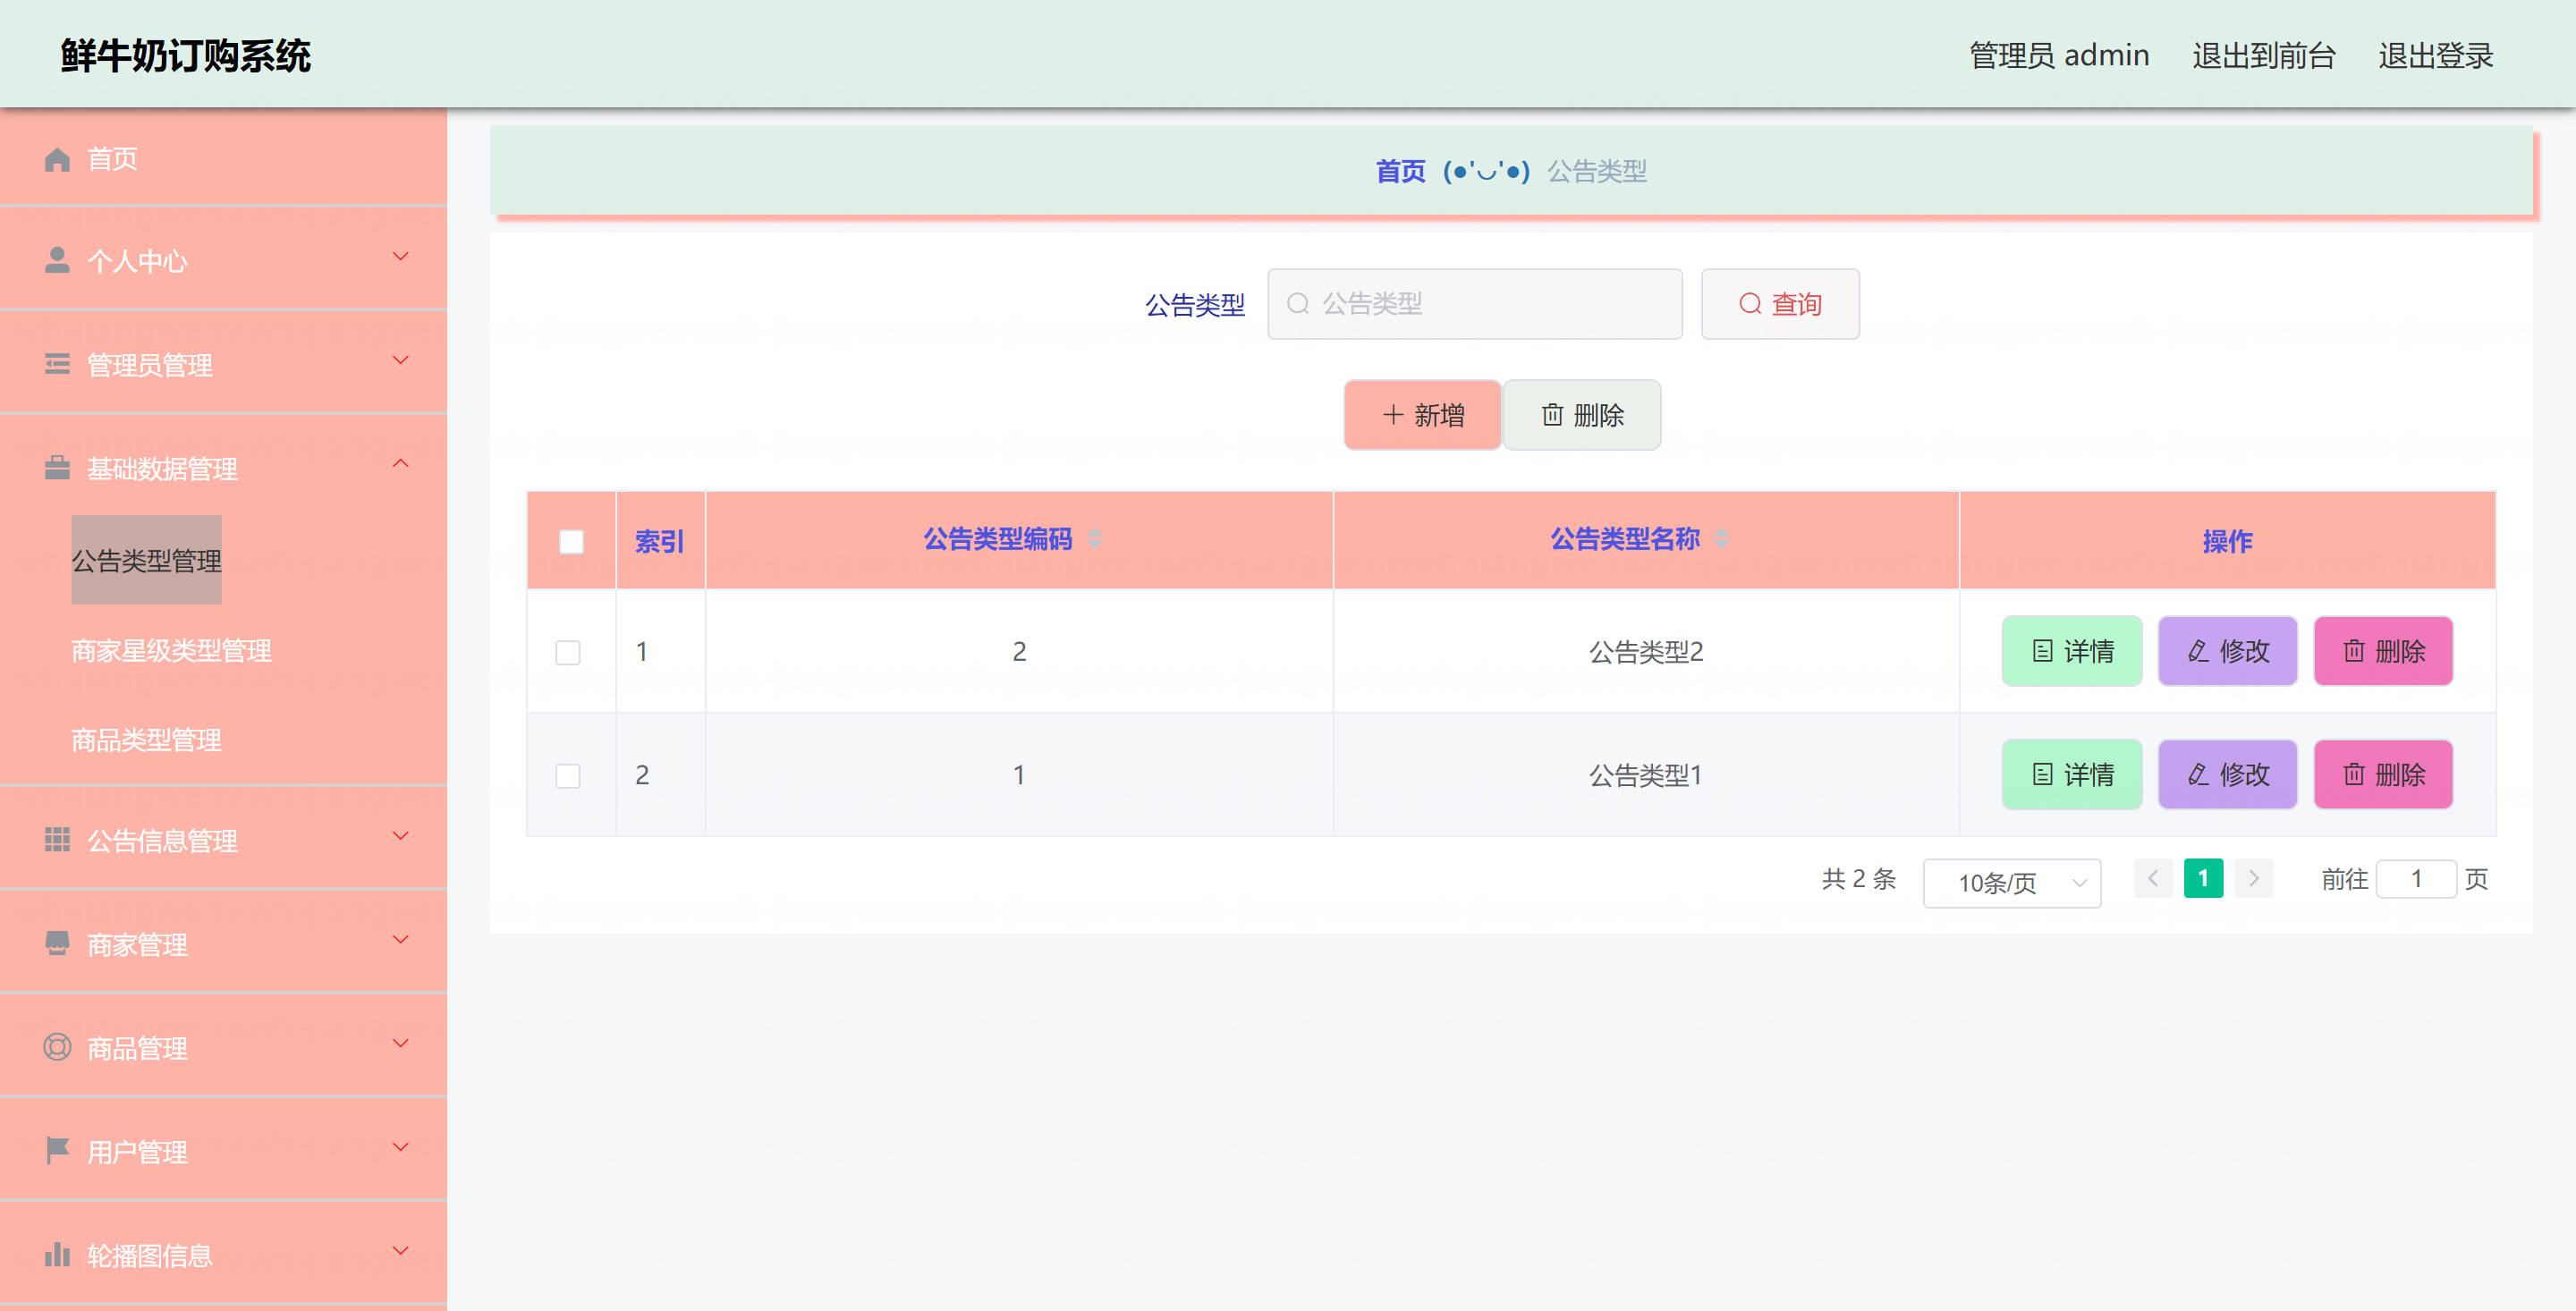 鲜牛奶订购系统
管理员 admin 退出到前台 退出登录
首页
个人中心
管理员管理
基础数据管理
公告类型管理
商家星级类型管理
商品类型管理
公告信息管理
商家管理
商品管理
用户管理
轮播图信息
首页 (●'◡'●) 公告类型
公告类型 公告类型 查询
新增 删除
索引 公告类型编码 公告类型名称 操作
1 2 公告类型2 详情 修改 删除
2 1 公告类型1 详情 修改 删除
共 2 条 10条/页 1 前往 1 页